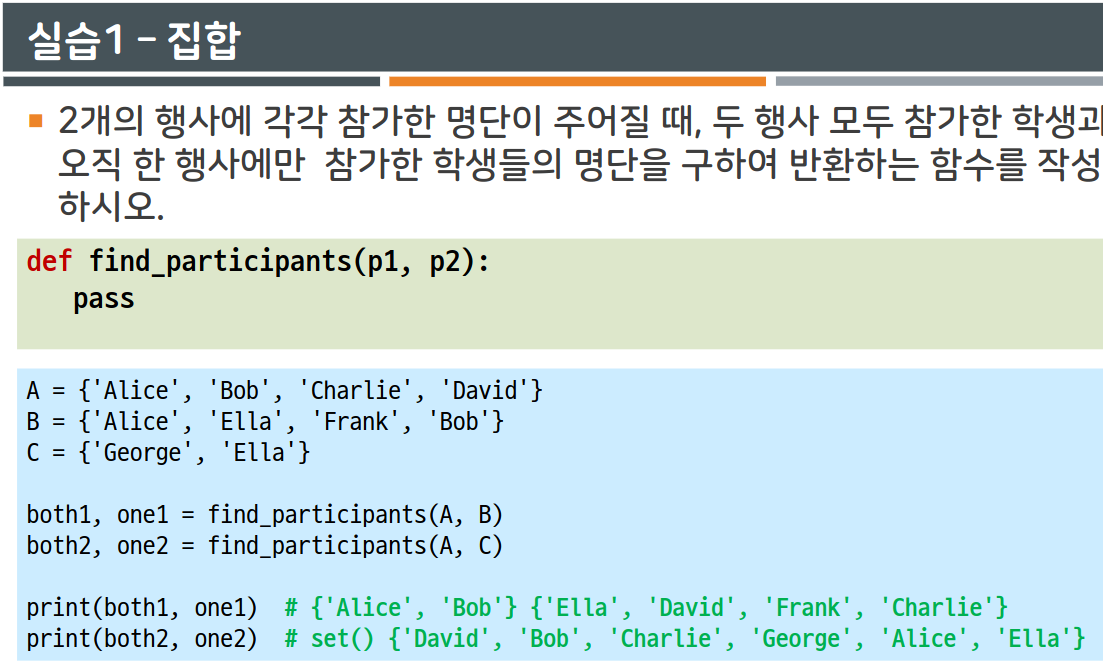 실습1 – 집합
2개의 행사에 각각 참가한 명단이 주어질 때, 두 행사 모두 참가한 학생과
오직 한 행사에만 참가한 학생들의 명단을 구하여 반환하는 함수를 작성
하시오.
def find_participants(p1, p2):
   pass
A = {'Alice', 'Bob', 'Charlie', 'David'}
B = {'Alice', 'Ella', 'Frank', 'Bob'}
C = {'George', 'Ella'}
both1, one1 = find_participants(A, B)
both2, one2 = find_participants(A, C)
print(both1, one1)  # {'Alice', 'Bob'} {'Ella', 'David', 'Frank', 'Charlie'}
print(both2, one2)  # set() {'David', 'Bob', 'Charlie', 'George', 'Alice', 'Ella'}